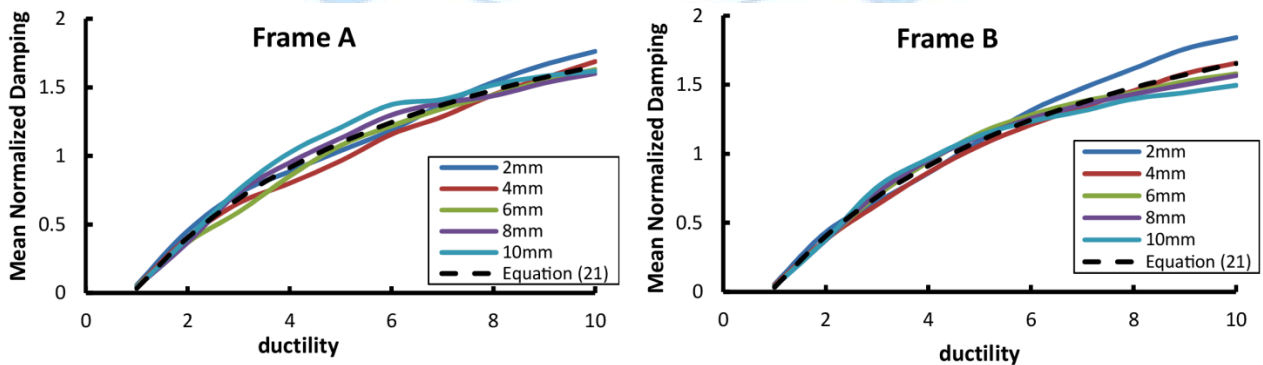 Frame A
Mean Normalized Damping
2
1.5
1
0.5
0
0 2 4 6 8 10
ductility
2mm
4mm
6mm
8mm
10mm
Equation (21)
Frame B
Mean Normalized Damping
2
1.5
1
0.5
0
0 2 4 6 8 10
ductility
2mm
4mm
6mm
8mm
10mm
Equation (21)